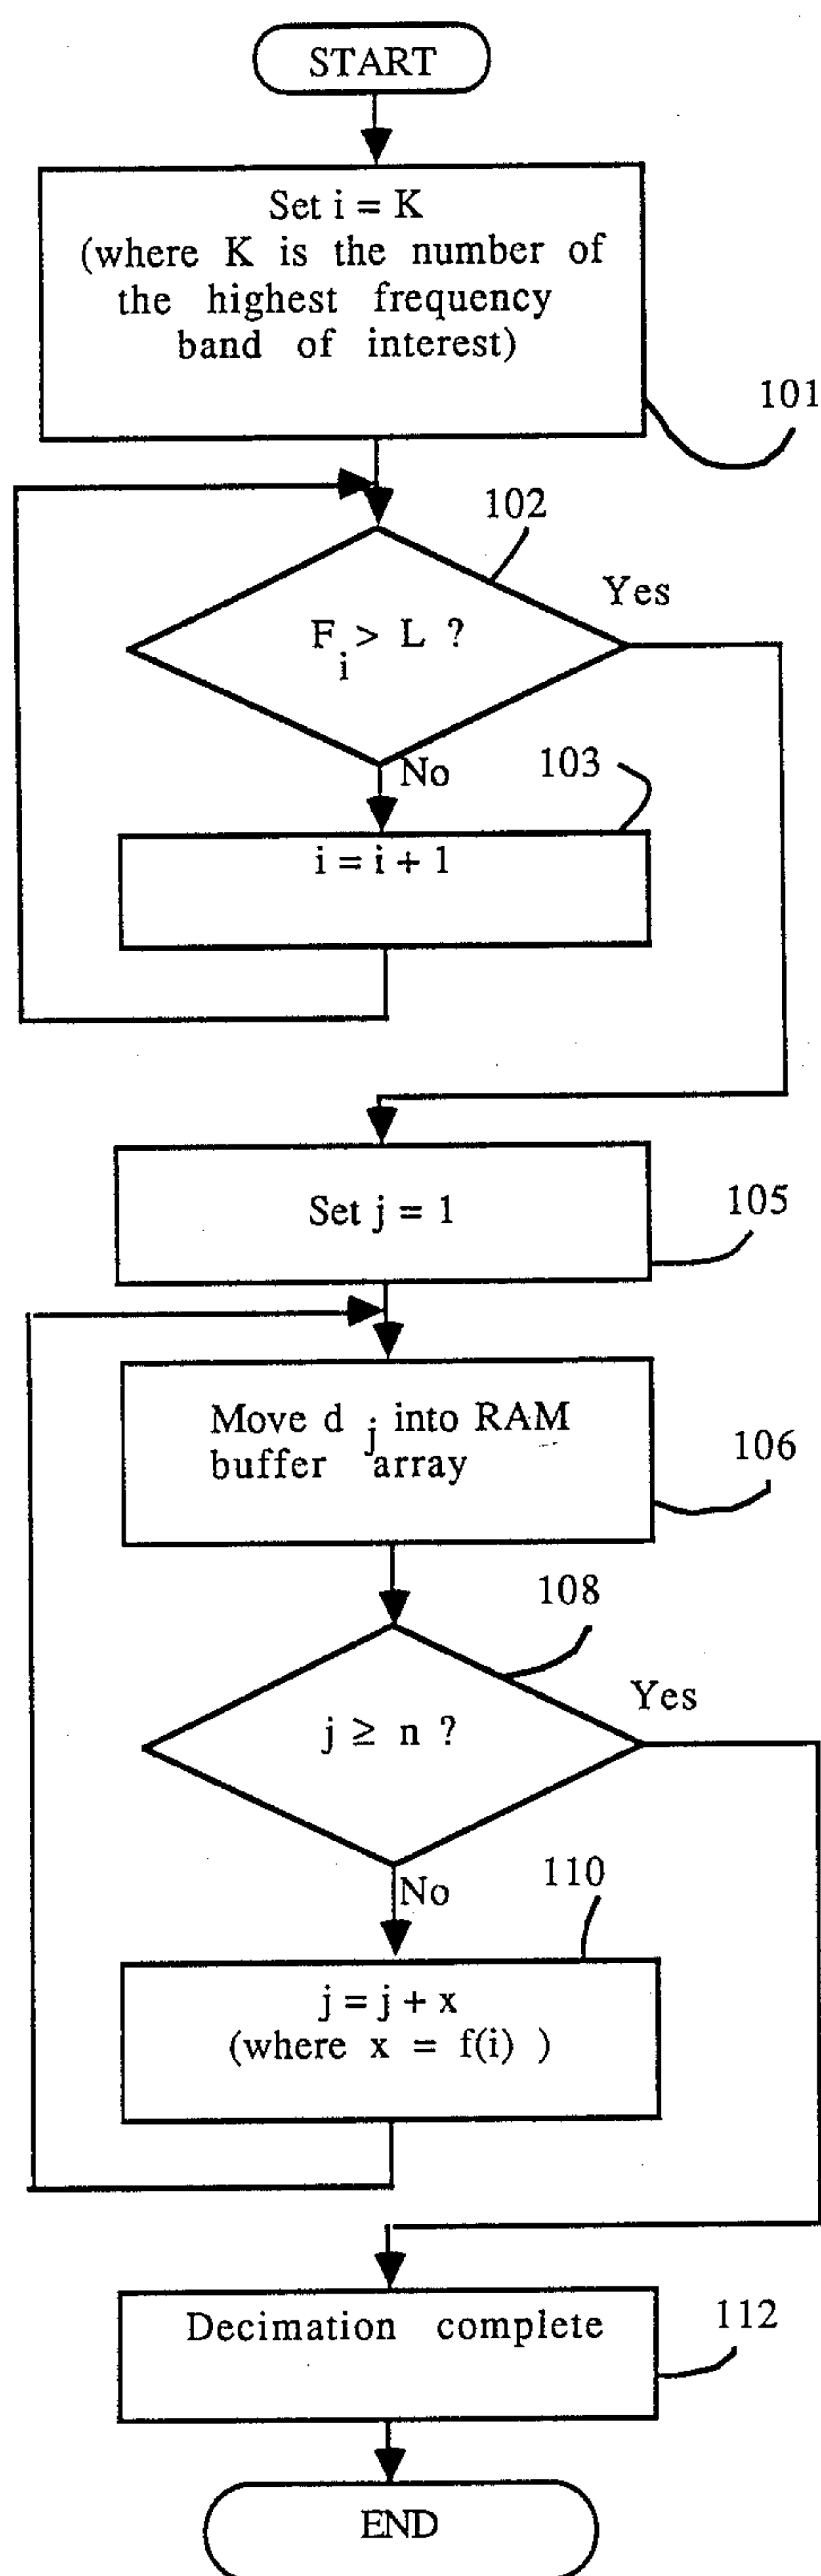 START
Set i = K
(where K is the number of
the highest frequency
band of interest)
101
102
Yes
F i > L ?
No
103
i = i + 1
Set j = 1
105
Move d j into RAM
buffer array
106
108
Yes
j ≥ n ?
No
110
j = j + x
(where x = f(i) )
Decimation complete
112
END